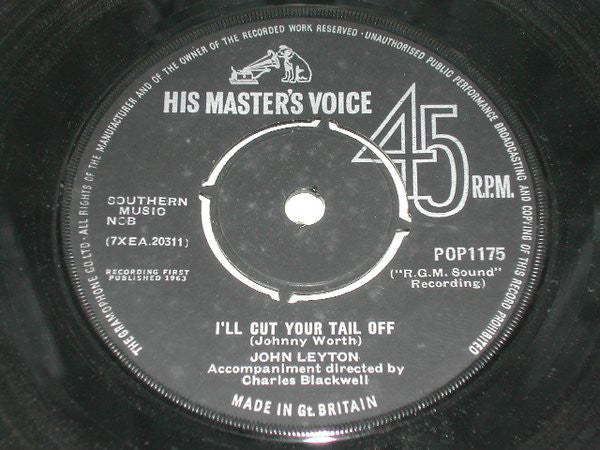 ALL RIGHTS OF THE MANUFACTURER AND OF THE OWNER OF THE RECORDED WORK RESERVED · UNAUTHORISED PUBLIC PERFORMANCE BROADCASTING AND COPYING OF THIS RECORD PROHIBITED
HIS MASTER'S VOICE
45
R.P.M.
SOUTHERN
MUSIC
NCB
(7XEA.20311)
RECORDING FIRST
PUBLISHED 1963
POP1175
("R.G.M. Sound"
Recording)
I'LL CUT YOUR TAIL OFF
(Johnny Worth)
JOHN LEYTON
Accompaniment directed by
Charles Blackwell
THE GRAMOPHONE CO.LTD.
MADE IN Gt. BRITAIN